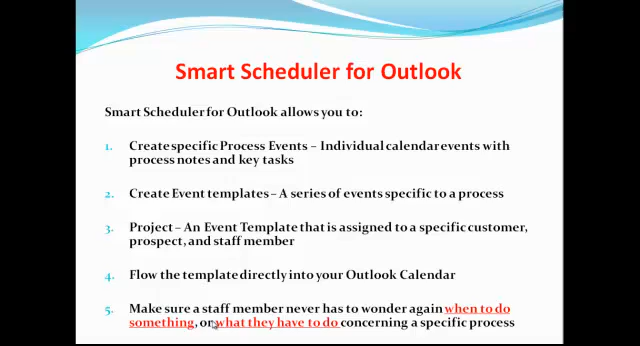 Smart Scheduler for Outlook
Smart Scheduler for Outlook allows you to:
1. Create specific Process Events – Individual calendar events with
process notes and key tasks
2. Create Event templates – A series of events specific to a process
3. Project – An Event Template that is assigned to a specific customer,
prospect, and staff member
4. Flow the template directly into your Outlook Calendar
5. Make sure a staff member never has to wonder again when to do
something, or what they have to do concerning a specific process